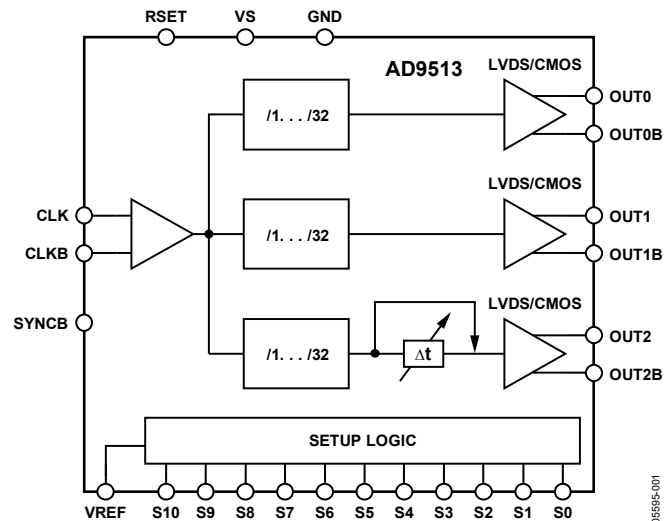 RSET VS GND
AD9513
LVDS/CMOS
/1. . . /32
OUT0
OUT0B
LVDS/CMOS
CLK
/1. . . /32
OUT1
CLKB
OUT1B
SYNCB
LVDS/CMOS
/1. . . /32
Δt
OUT2
OUT2B
SETUP LOGIC
VREF S10 S9 S8 S7 S6 S5 S4 S3 S2 S1 S0
05595-001